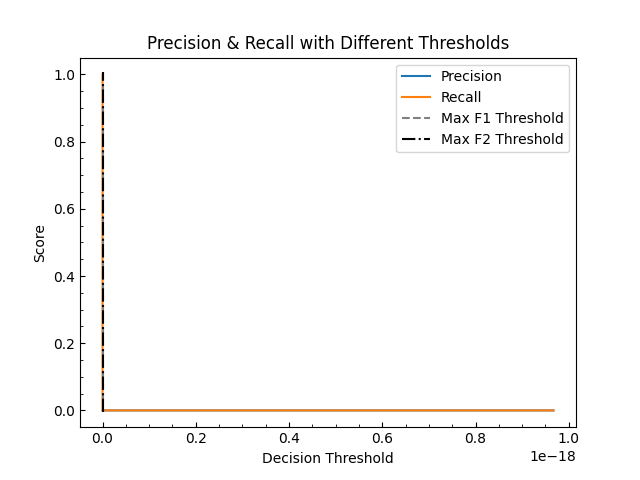 Precision & Recall with Different Thresholds
Precision
Recall
Max F1 Threshold
Max F2 Threshold
1.0
0.8
0.6
0.4
0.2
0.0
Score
0.0 0.2 0.4 0.6 0.8 1.0
1e−18
Decision Threshold